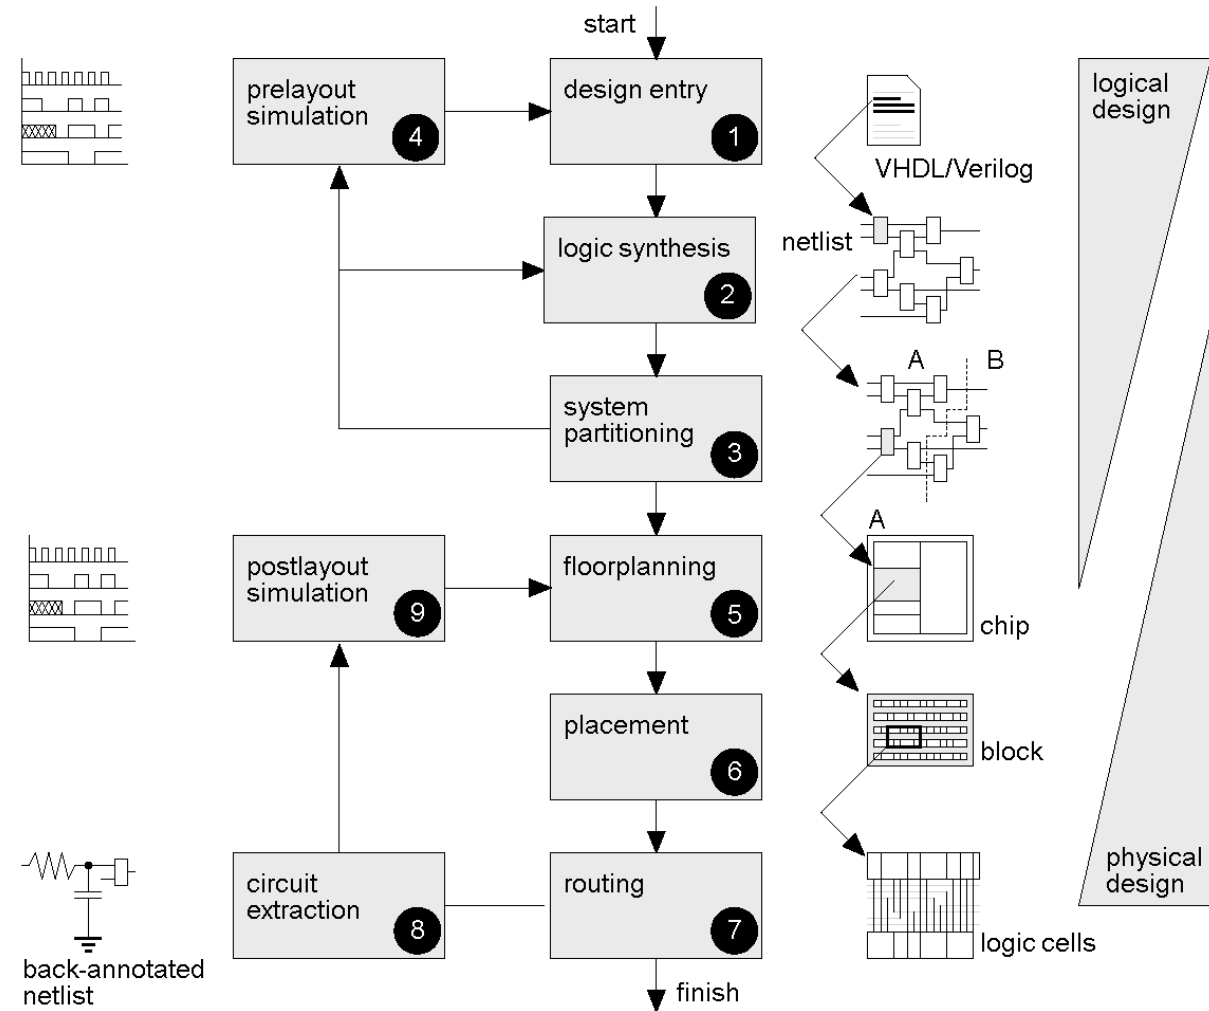 start
prelayout
simulation
4
design entry
1
logical
design
VHDL/Verilog
netlist
logic synthesis
2
A
B
system
partitioning
3
A
postlayout
simulation
9
floorplanning
5
chip
placement
6
block
circuit
extraction
8
routing
7
physical
design
logic cells
back-annotated
netlist
finish